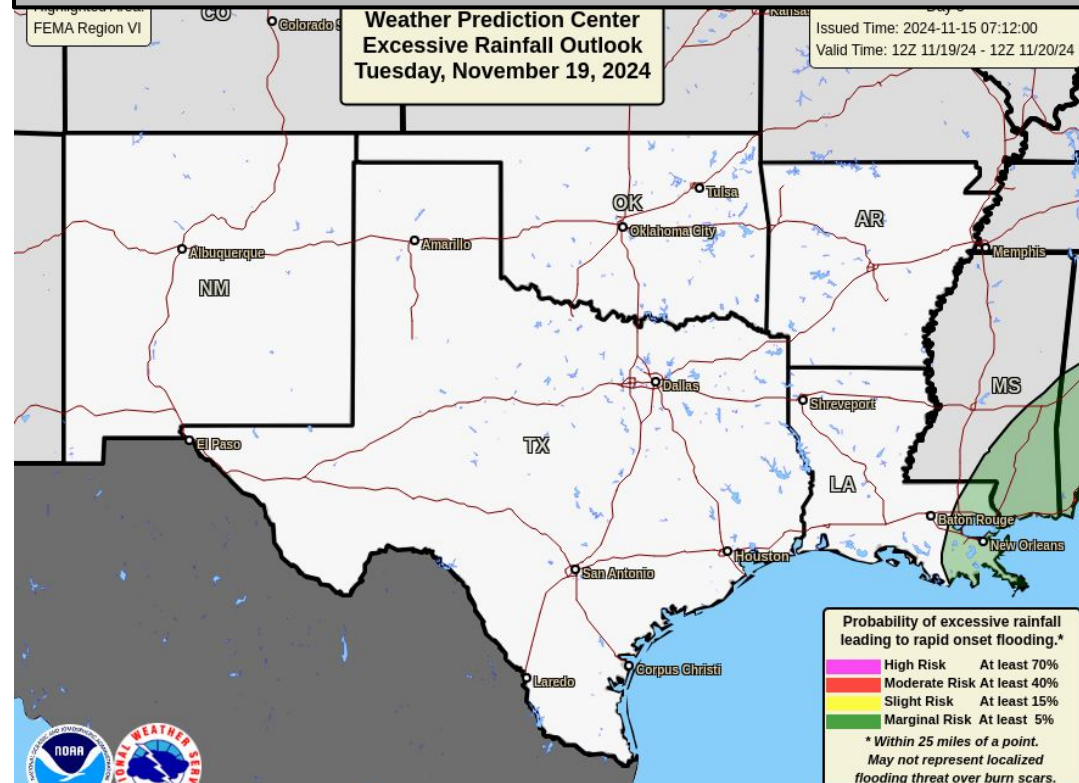 Highlighted Area:
FEMA Region VI
Weather Prediction Center
Excessive Rainfall Outlook
Tuesday, November 19, 2024
Issued Time: 2024-11-15 07:12:00
Valid Time: 12Z 11/19/24 - 12Z 11/20/24
CO
Colorado S
Kansas
Tulsa
OK
Oklahoma City
AR
Albuquerque
Amarillo
Memphis
NM
Dallas
MS
Shreveport
El Paso
TX
LA
Baton Rouge
New Orleans
Houston
San Antonio
Corpus Christi
Laredo
Probability of excessive rainfall
leading to rapid onset flooding.*
High Risk At least 70%
Moderate Risk At least 40%
Slight Risk At least 15%
Marginal Risk At least 5%
* Within 25 miles of a point.
May not represent localized
flooding threat over burn scars.
NOAA